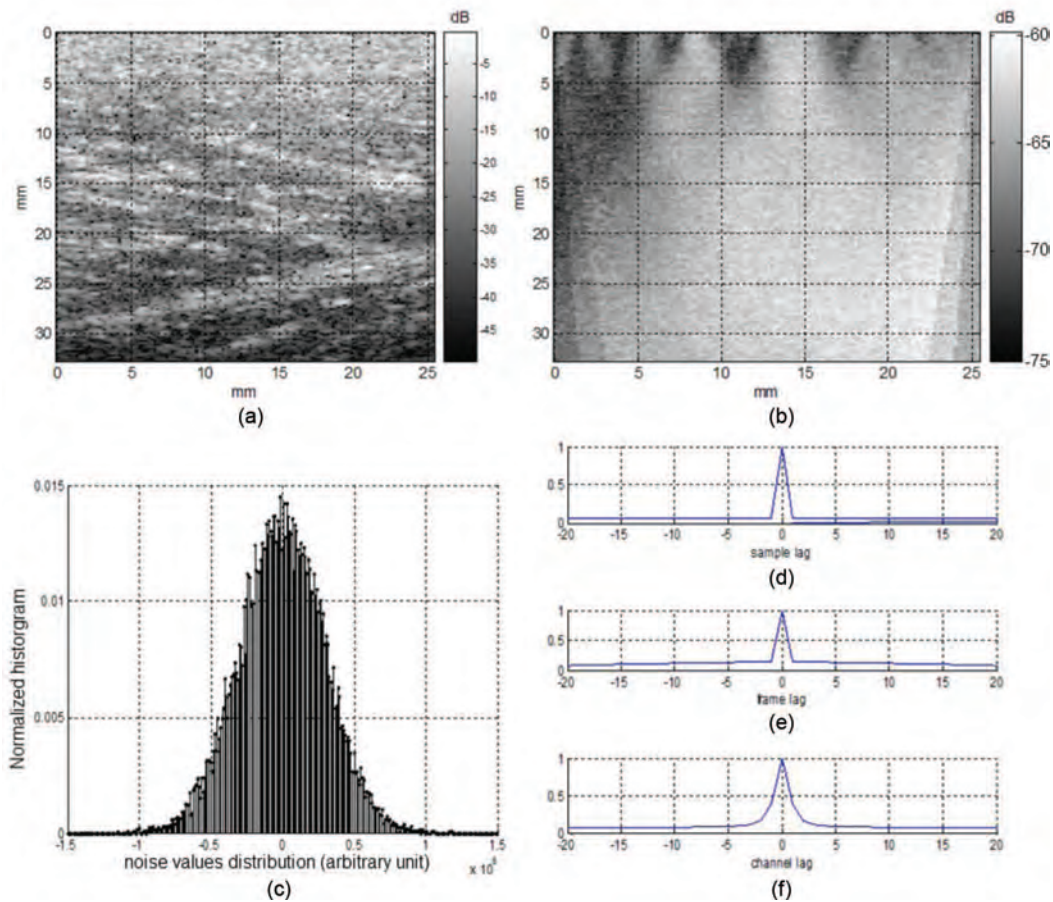 dB
0
5
10
15
20
25
30
mm
0 5 10 15 20 25
mm
-5
-10
-15
-20
-25
-30
-35
-40
-45
(a)
dB
0
5
10
15
20
25
30
mm
0 5 10 15 20 25
mm
-600
-650
-700
-750
(b)
0.015
0.01
0.005
0
Normalized historgram
-1.5 -1 -0.5 0 0.5 1 1.5
noise values distribution (arbitrary unit)
(c)
1
0.5
0
-20 -15 -10 -5 0 5 10 15 20
sample lag
(d)
1
0.5
0
-20 -15 -10 -5 0 5 10 15 20
frame lag
(e)
1
0.5
0
-20 -15 -10 -5 0 5 10 15 20
channel lag
(f)